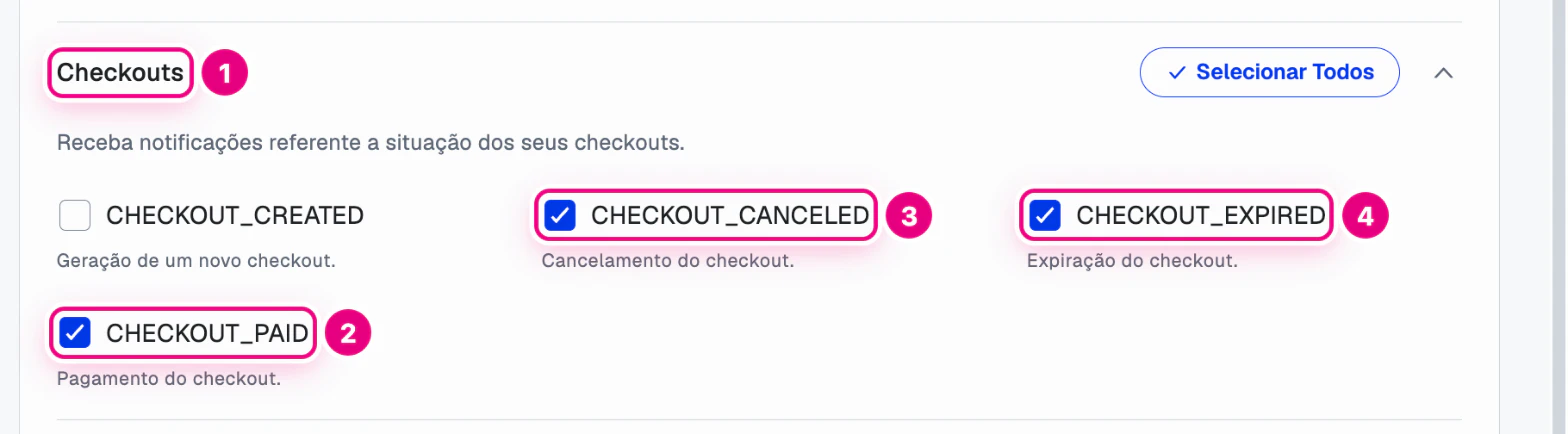 Checkouts 1 Selecionar Todos
Receba notificações referente a situação dos seus checkouts.
CHECKOUT_CREATED CHECKOUT_CANCELED 3 CHECKOUT_EXPIRED 4
Geração de um novo checkout. Cancelamento do checkout. Expiração do checkout.
CHECKOUT_PAID 2
Pagamento do checkout.